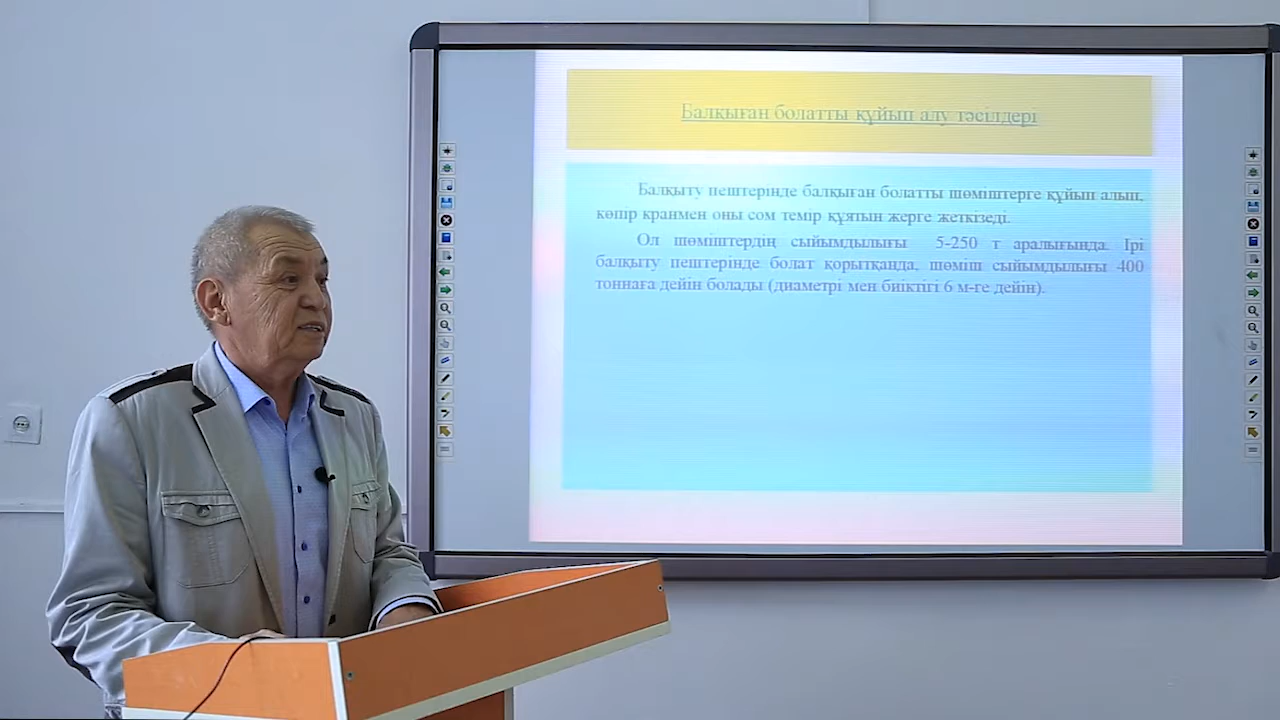 Балқыған болатты құйып алу тәсілдері
Балқыту пештерінде балқыған болатты шөміштерге құйып алып,
көпір кранмен оны сом темір құятын жерге жеткізеді.
Ол шөміштердің сыйымдылығы 5-250 т аралығында. Ірі
балқыту пештерінде болат қорытқанда, шөміш сыйымдылығы 400
тоннаға дейін болады (диаметрі мен биіктігі 6 м-ге дейін).